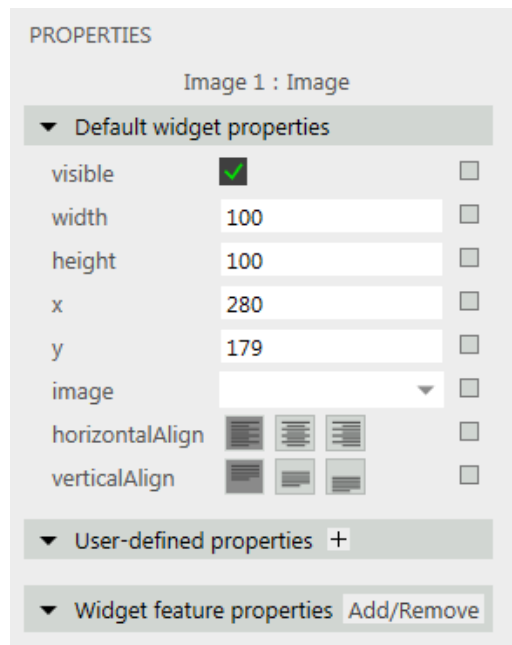 PROPERTIES
Image 1 : Image
Default widget properties
visible
width 100
height 100
x 280
y 179
image
horizontalAlign
verticalAlign
User-defined properties +
Widget feature properties Add/Remove